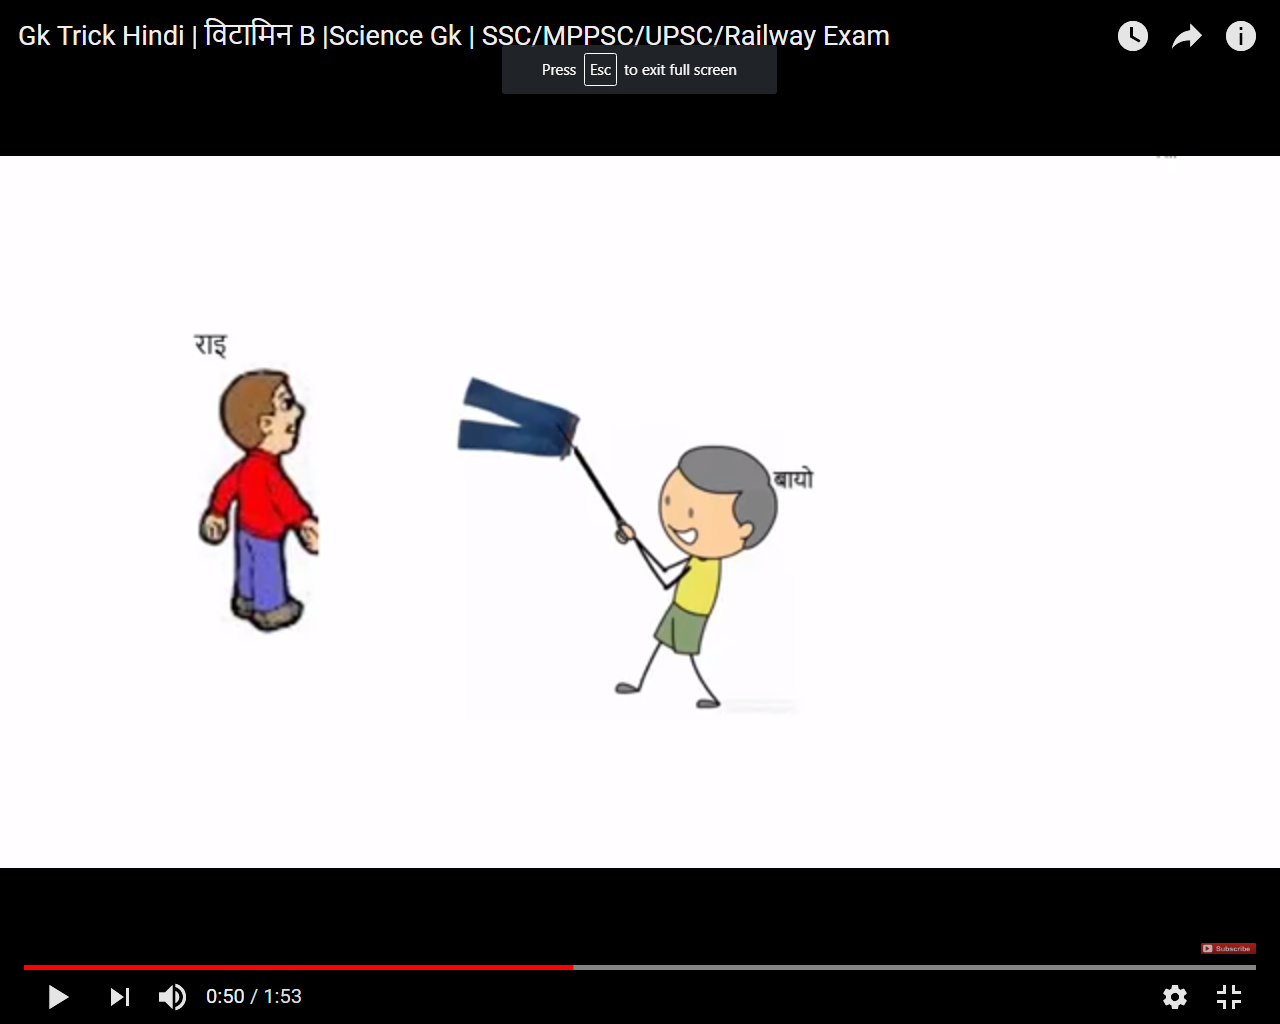 Gk Trick Hindi | विटामिन B |Science Gk | SSC/MPPSC/UPSC/Railway Exam
Press Esc to exit full screen
राइ
बायो
Subscribe
0:50 / 1:53